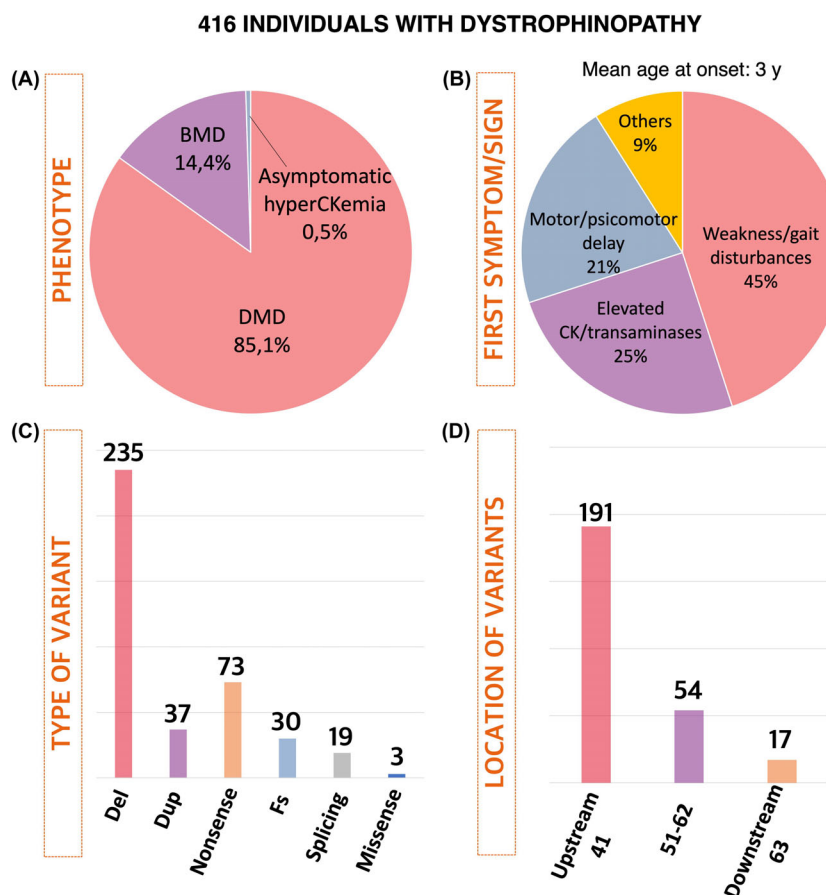 416 INDIVIDUALS WITH DYSTROPHINOPATHY
(A)
PHENOTYPE
BMD
14,4%
Asymptomatic
hyperCKemia
0,5%
DMD
85,1%
(B)
Mean age at onset: 3 y
FIRST SYMPTOM/SIGN
Others
9%
Motor/psicomotor
delay
21%
Weakness/gait
disturbances
45%
Elevated
CK/transaminases
25%
(C)
TYPE OF VARIANT
235
37
73
30
19
3
Del
Dup
Nonsense
Fs
Splicing
Missense
(D)
LOCATION OF VARIANTS
191
54
17
Upstream
41
51-62
Downstream
63